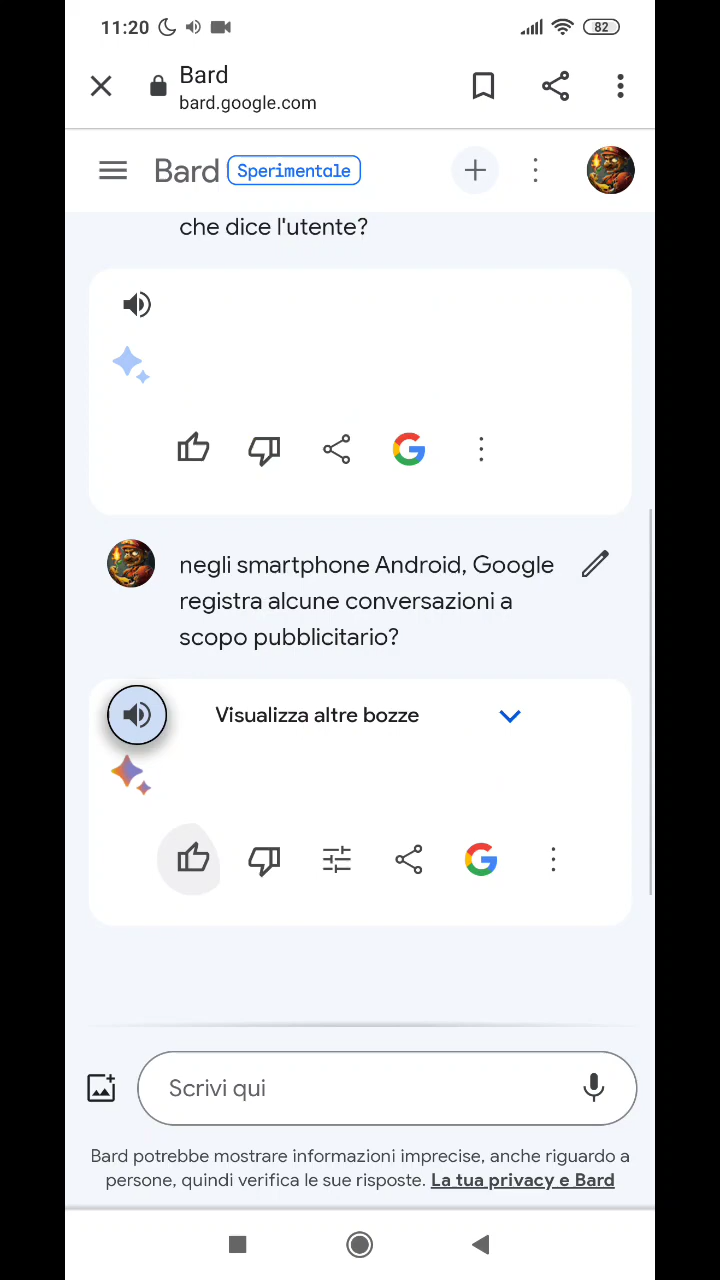 11:20
82
Bard
bard.google.com
Bard Sperimentale
che dice l'utente?
negli smartphone Android, Google
registra alcune conversazioni a
scopo pubblicitario?
Visualizza altre bozze
Scrivi qui
Bard potrebbe mostrare informazioni imprecise, anche riguardo a
persone, quindi verifica le sue risposte. La tua privacy e Bard